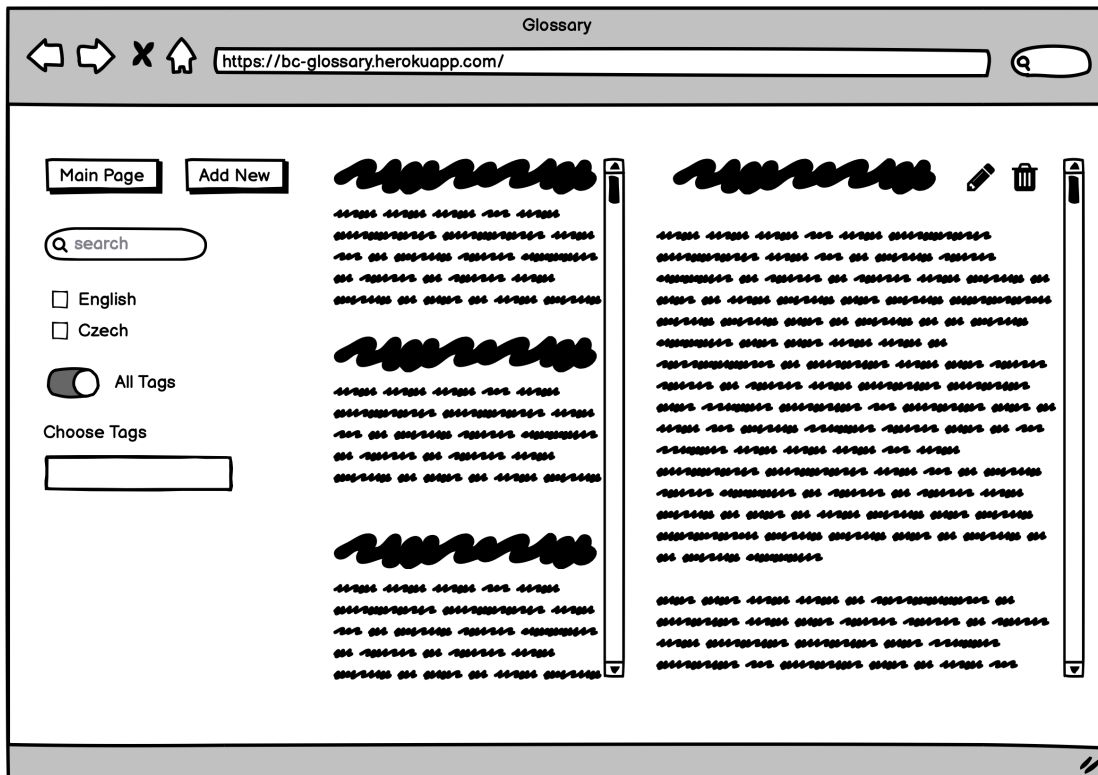 Glossary
https://bc-glossary.herokuapp.com/
Main Page
Add New
search
English
Czech
All Tags
Choose Tags